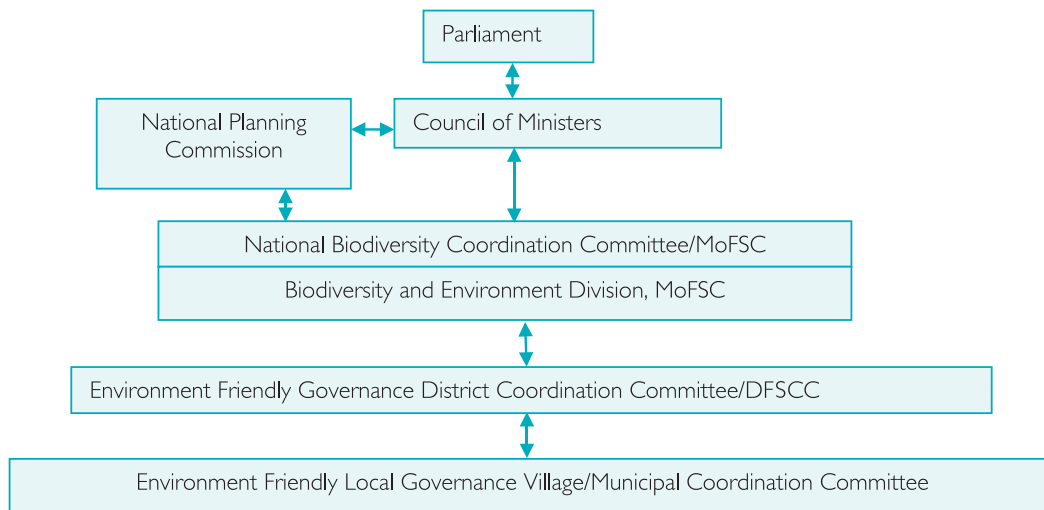 Parliament
National Planning
Commission
Council of Ministers
National Biodiversity Coordination Committee/MoFSC
Biodiversity and Environment Division, MoFSC
Environment Friendly Governance District Coordination Committee/DFSCC
Environment Friendly Local Governance Village/Municipal Coordination Committee